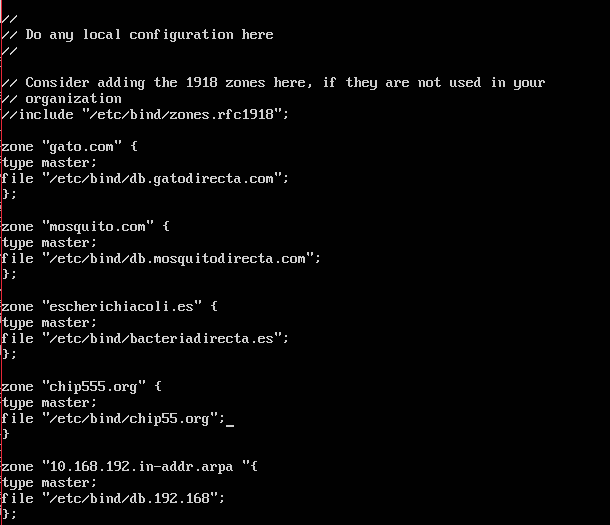 //
// Do any local configuration here
//
// Consider adding the 1918 zones here, if they are not used in your
// organization
//include "/etc/bind/zones.rfc1918";
zone "gato.com" {
type master;
file "/etc/bind/db.gatodirecta.com";
};
zone "mosquito.com" {
type master;
file "/etc/bind/db.mosquitodirecta.com";
};
zone "escherichiacoli.es" {
type master;
file "/etc/bind/bacteriadirecta.es";
};
zone "chip555.org" {
type master;
file "/etc/bind/chip55.org";_
}
zone "10.168.192.in-addr.arpa "{
type master;
file "/etc/bind/db.192.168";
};